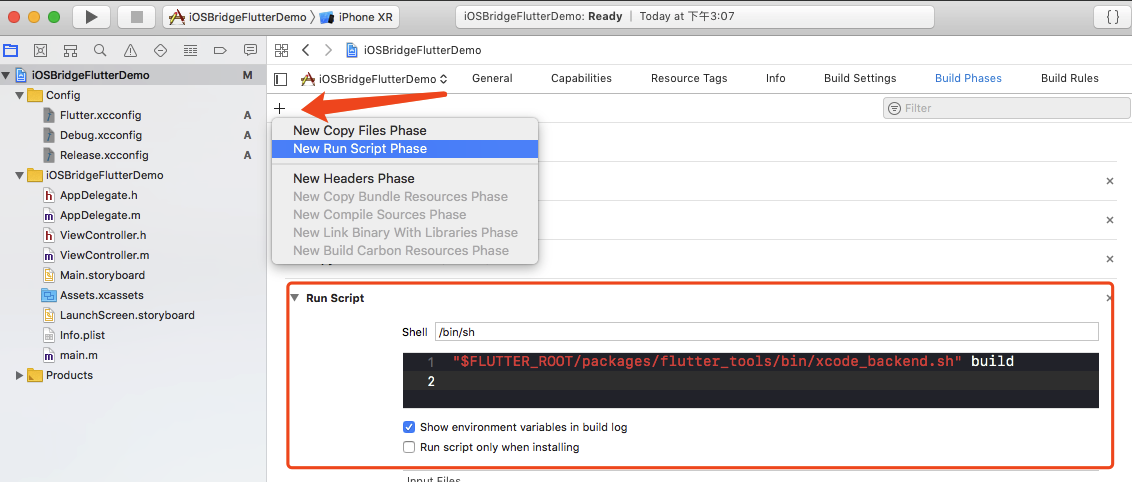 iOSBridgeFlutterDemo
iPhone XR
iOSBridgeFlutterDemo: Ready | Today at 下午3:07
{ }
iOSBridgeFlutterDemo M
Config
Flutter.xcconfig A
Debug.xcconfig A
Release.xcconfig A
iOSBridgeFlutterDemo
AppDelegate.h
AppDelegate.m
ViewController.h
ViewController.m
Main.storyboard
Assets.xcassets
LaunchScreen.storyboard
Info.plist
main.m
Products
iOSBridgeFlutterDemo
iOSBridgeFlutterDemo General Capabilities Resource Tags Info Build Settings Build Phases Build Rules
Filter
New Copy Files Phase
New Run Script Phase
New Headers Phase
New Copy Bundle Resources Phase
New Compile Sources Phase
New Link Binary With Libraries Phase
New Build Carbon Resources Phase
Run Script
Shell /bin/sh
1 "$FLUTTER_ROOT/packages/flutter_tools/bin/xcode_backend.sh" build
2
Show environment variables in build log
Run script only when installing
Input Files